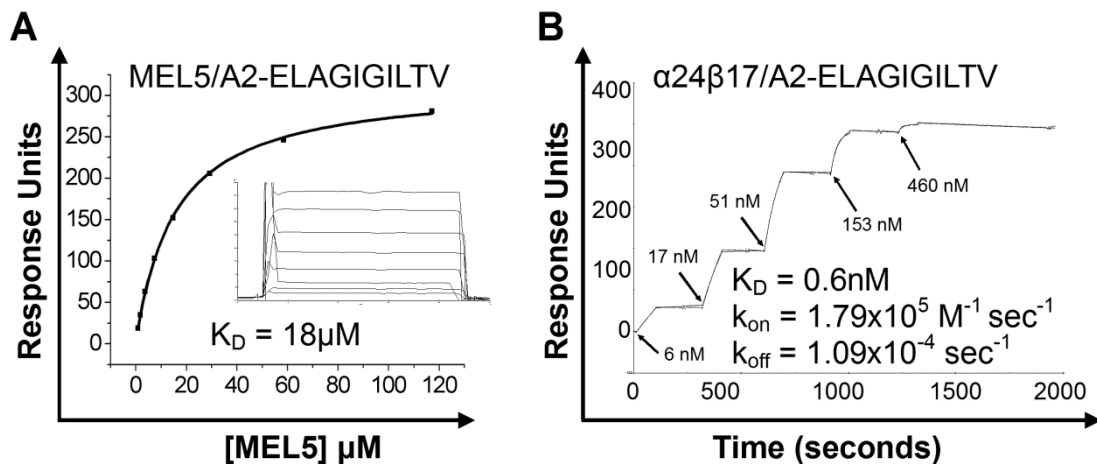 A
MEL5/A2-ELAGIGILTV
Response Units
300
250
200
150
100
50
0
K_D = 18µM
0 20 40 60 80 100 120
[MEL5] µM
B
α24β17/A2-ELAGIGILTV
Response Units
400
300
200
100
0
460 nM
153 nM
51 nM
17 nM
6 nM
K_D = 0.6nM
k_on = 1.79x10⁵ M⁻¹ sec⁻¹
k_off = 1.09x10⁻⁴ sec⁻¹
0 500 1000 1500 2000
Time (seconds)